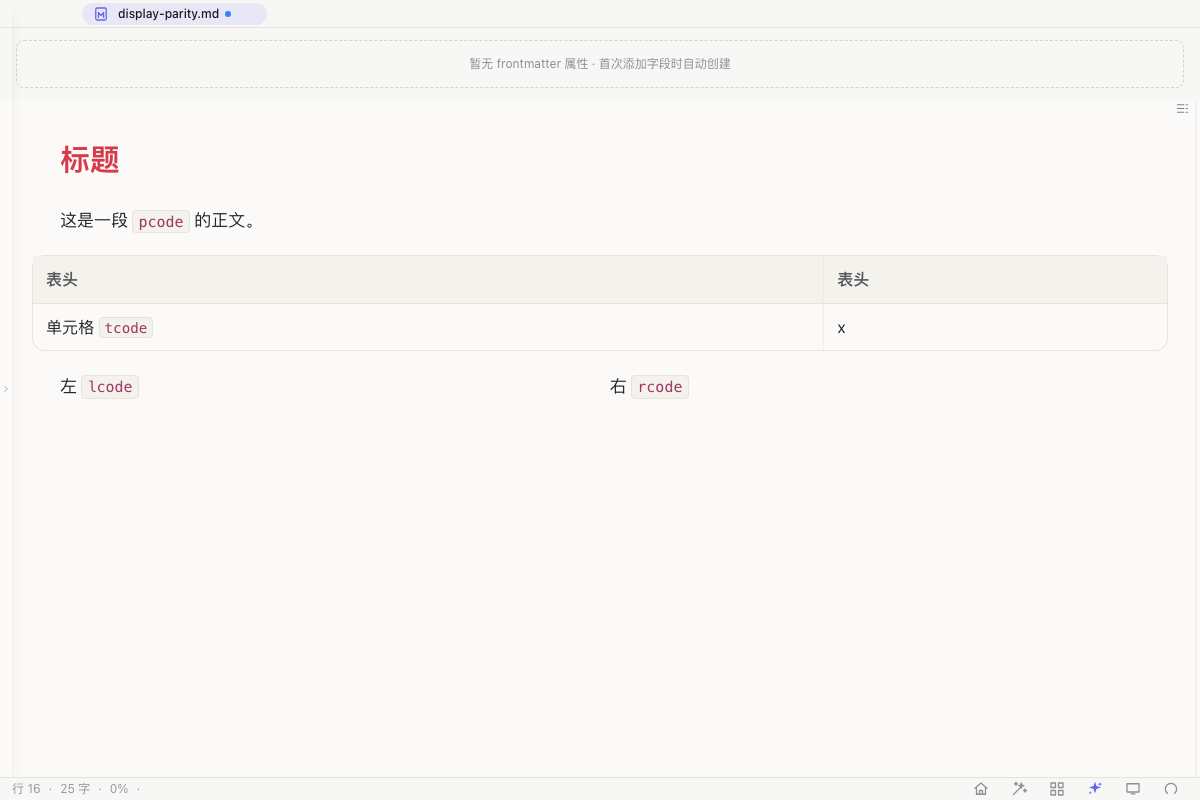 display-parity.md
暂无 frontmatter 属性 · 首次添加字段时自动创建
标题
这是一段 pcode 的正文。
表头 表头
单元格 tcode x
左 lcode 右 rcode
行 16 · 25 字 · 0% ·